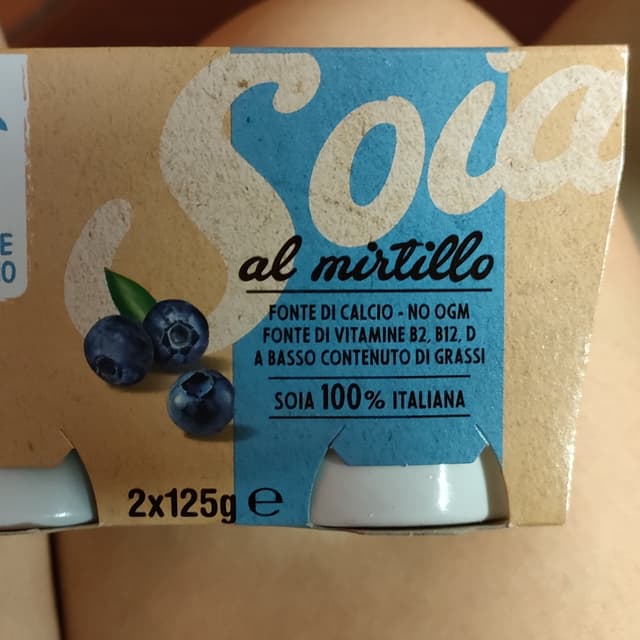 Soia
al mirtillo
FONTE DI CALCIO - NO OGM
FONTE DI VITAMINE B2, B12, D
A BASSO CONTENUTO DI GRASSI
SOIA 100% ITALIANA
2x125g e